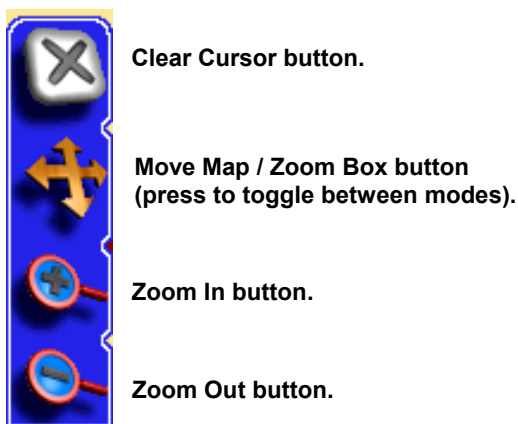 Clear Cursor button.
Move Map / Zoom Box button
(press to toggle between modes).
Zoom In button.
Zoom Out button.